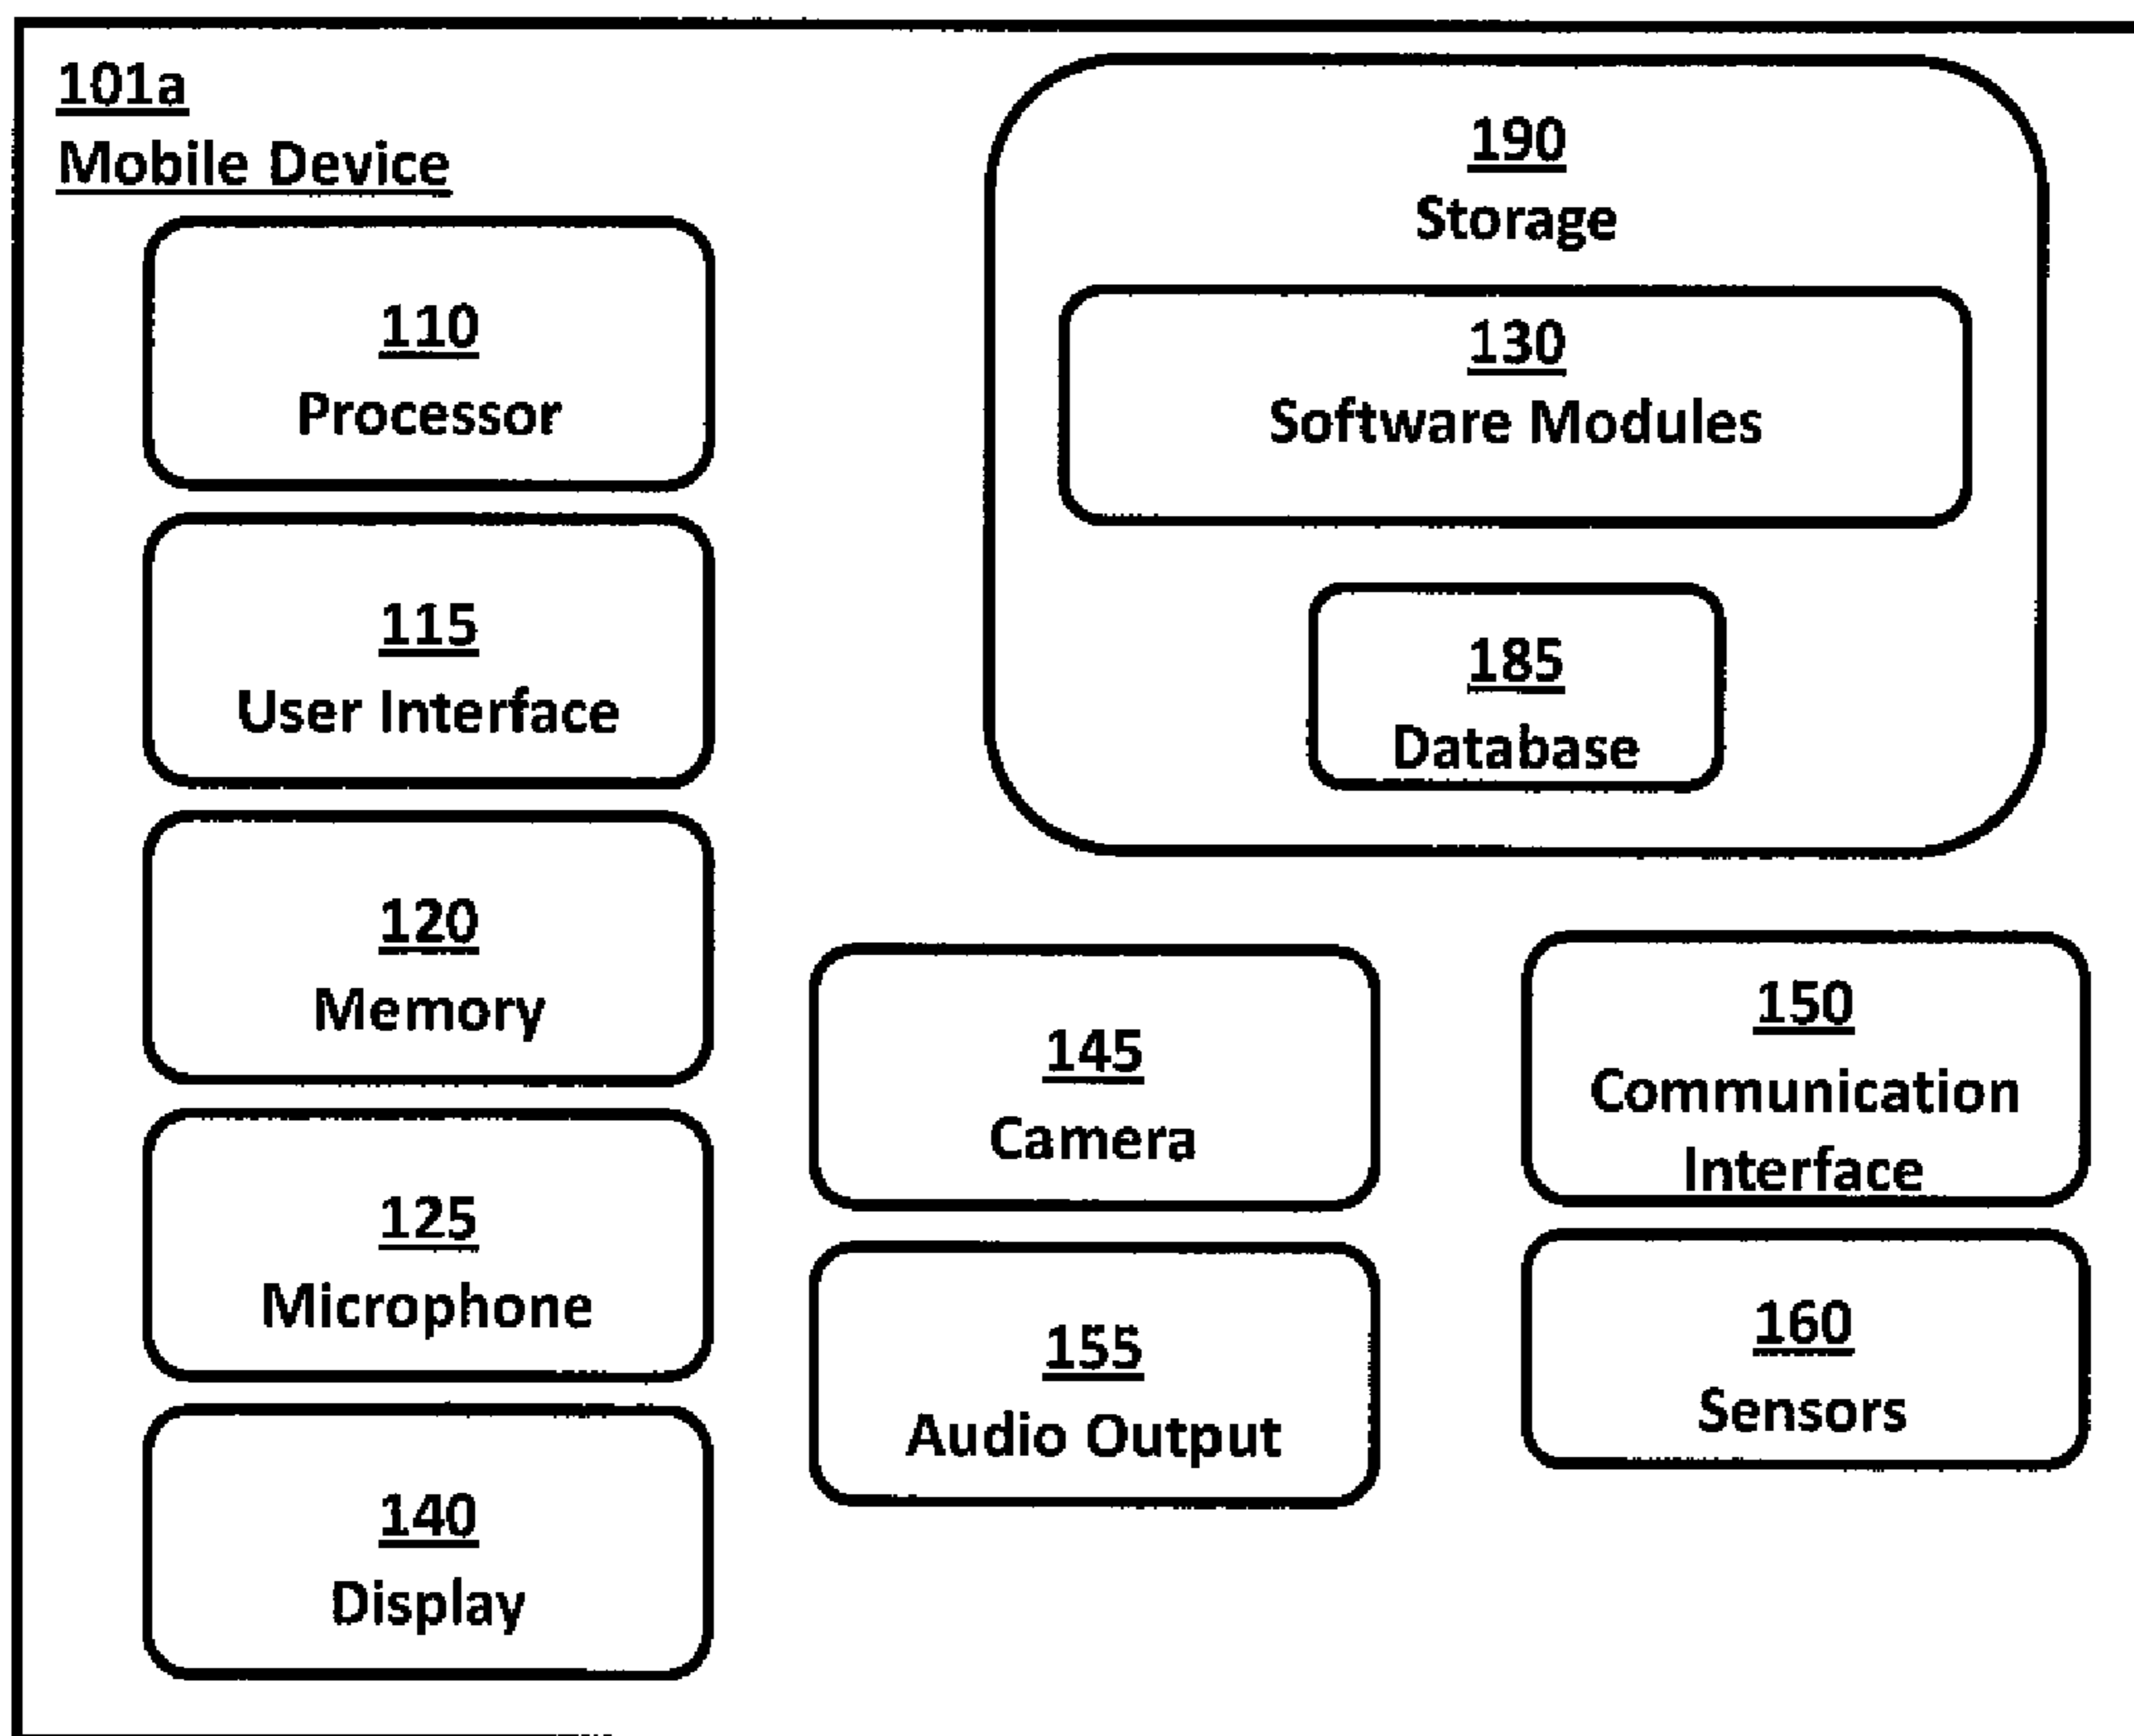 101a
Mobile Device
110
Processor
115
User Interface
120
Memory
125
Microphone
140
Display
190
Storage
130
Software Modules
185
Database
145
Camera
155
Audio Output
150
Communication
Interface
160
Sensors